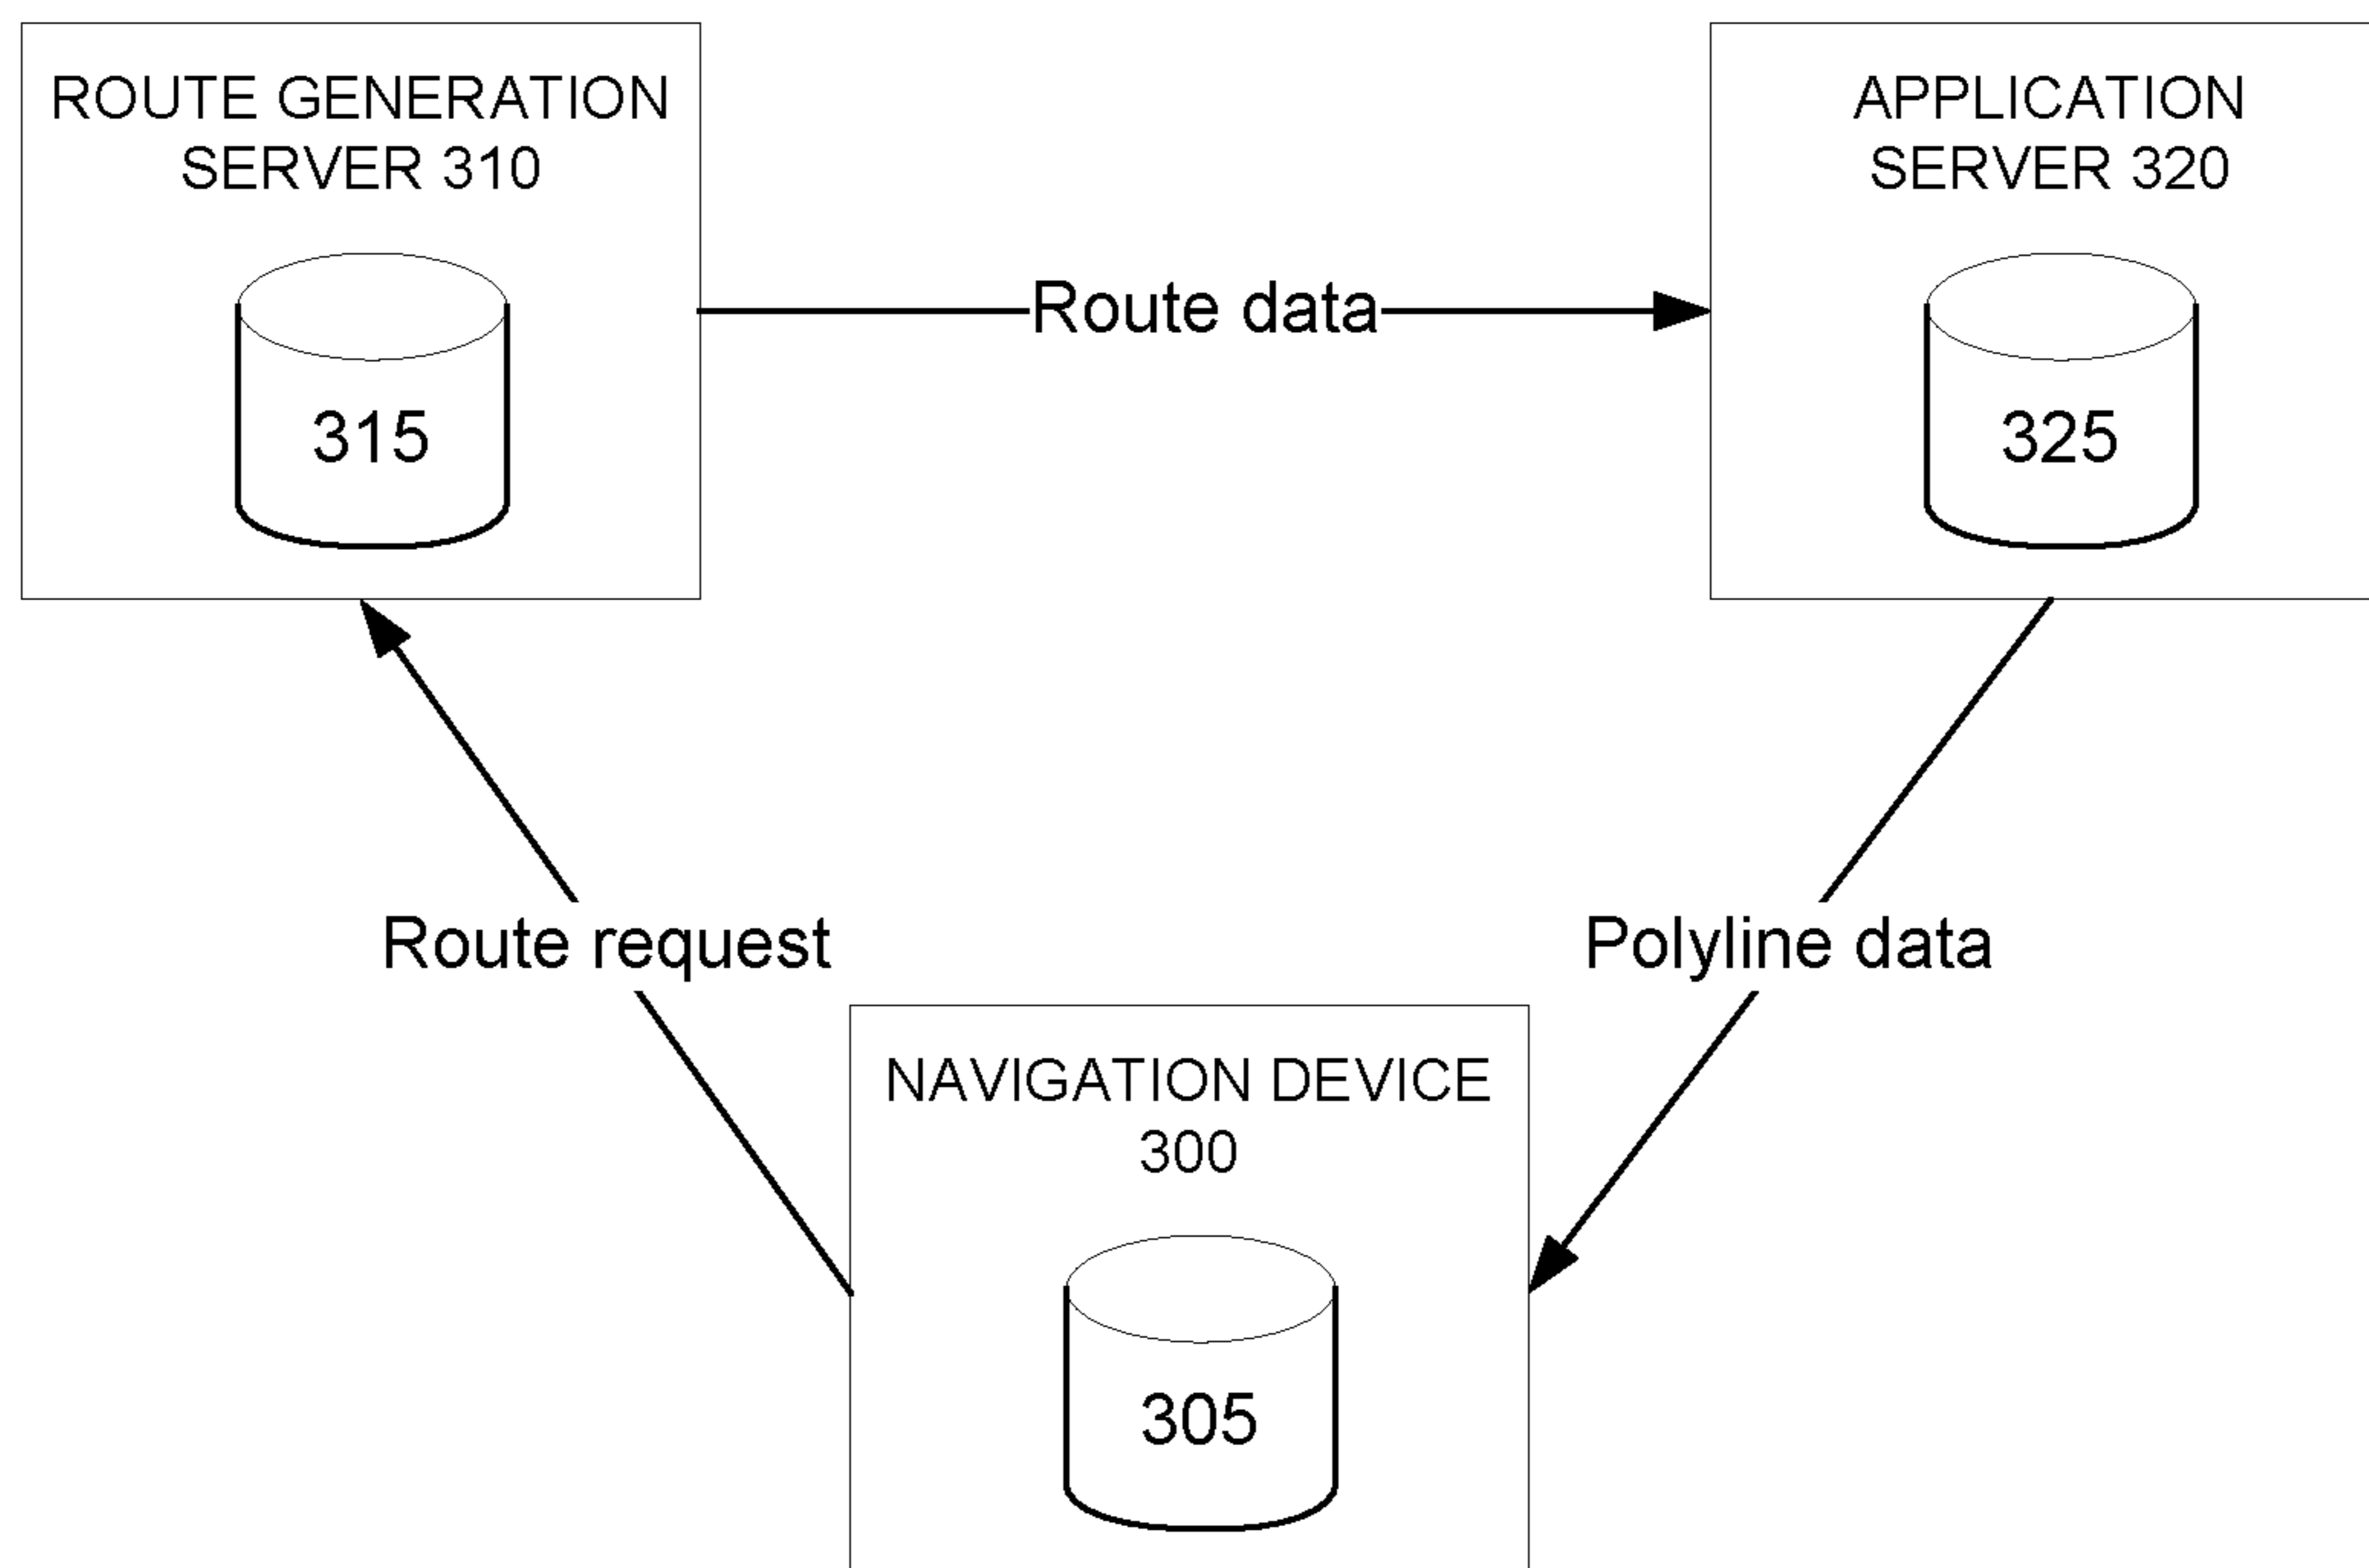 ROUTE GENERATION
SERVER 310
315
Route data
APPLICATION
SERVER 320
325
Route request
Polyline data
NAVIGATION DEVICE
300
305